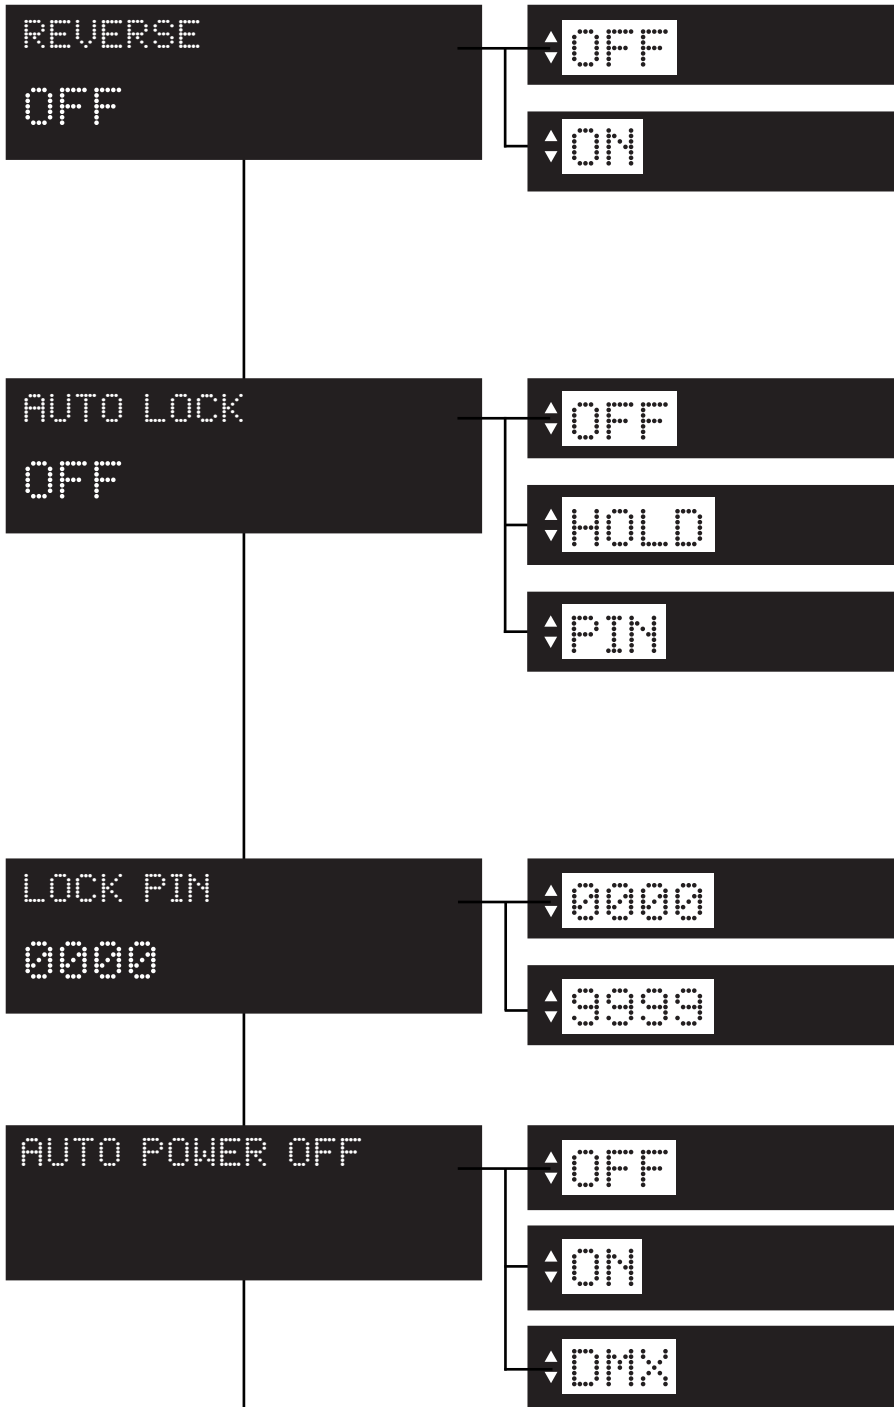 REVERSE
OFF
OFF
ON
AUTO LOCK
OFF
OFF
HOLD
PIN
LOCK PIN
0000
0000
9999
AUTO POWER OFF
OFF
ON
DMX